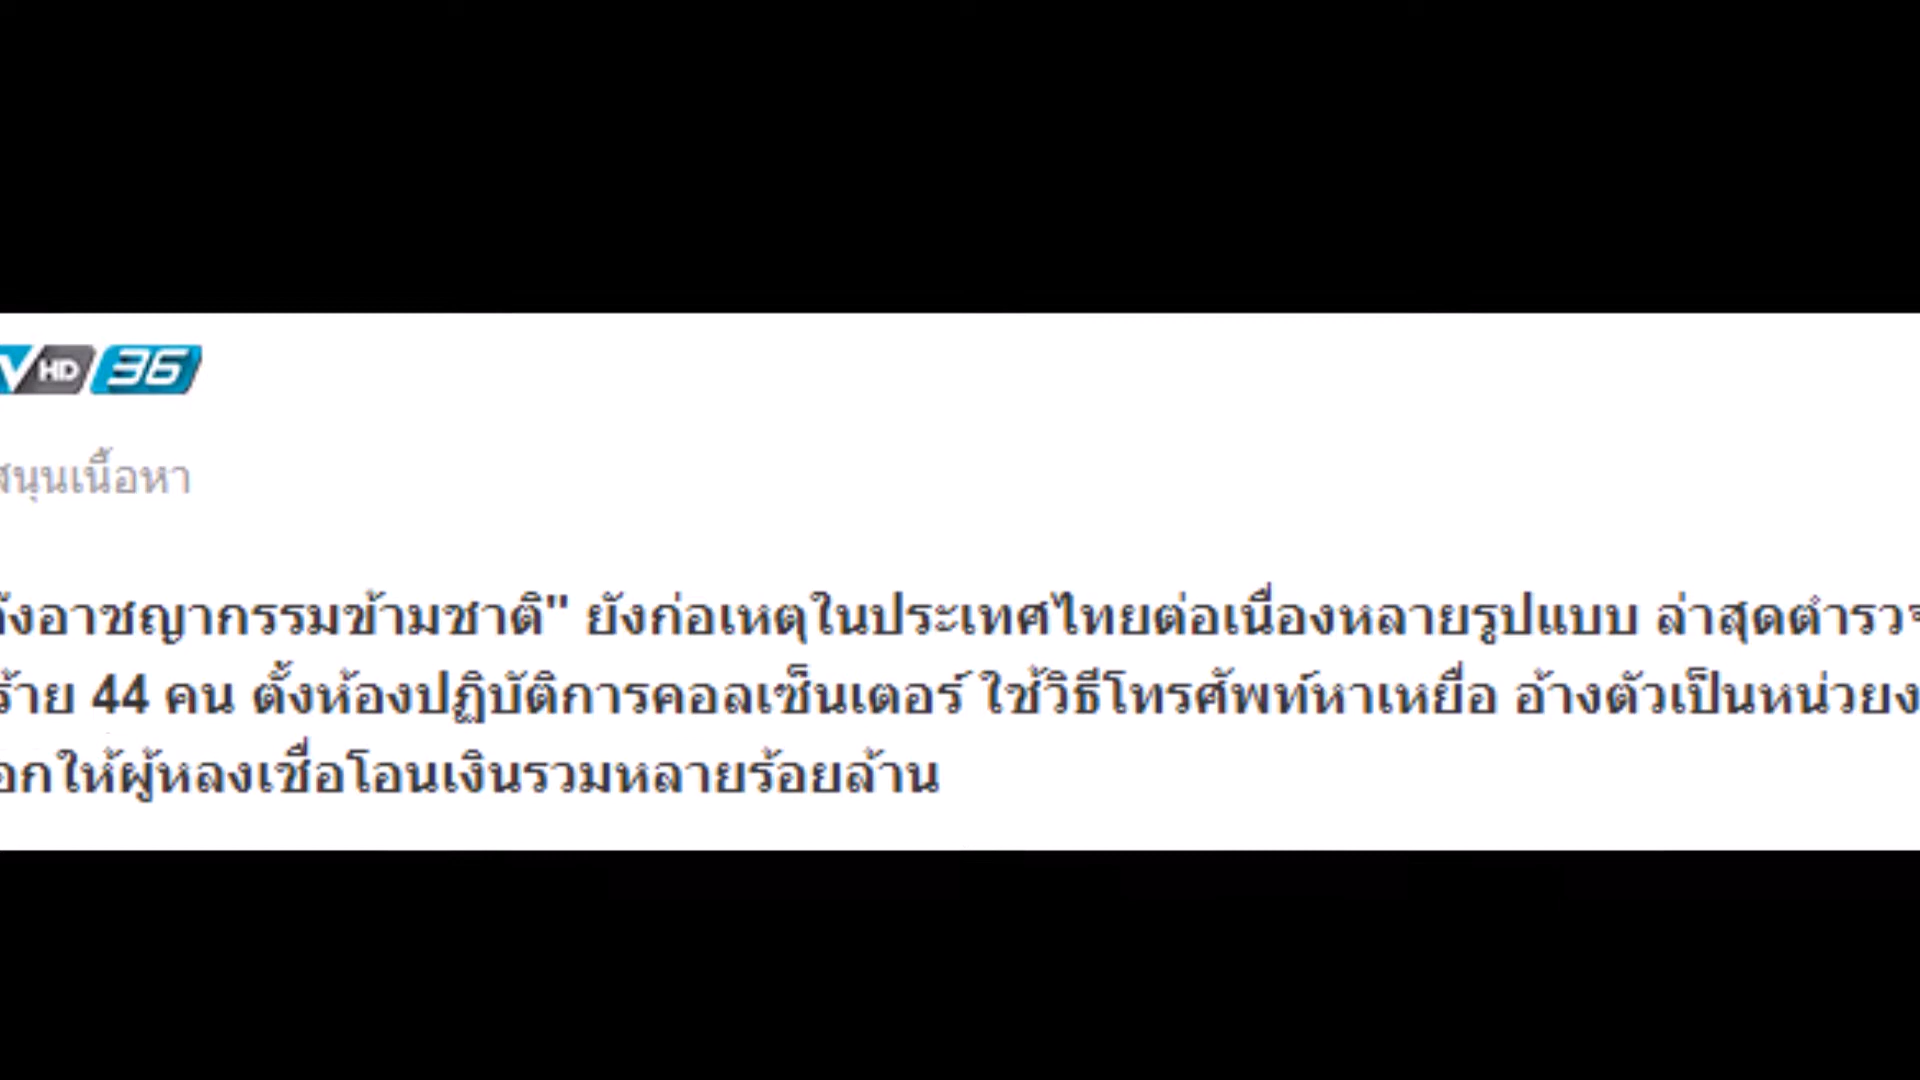 HD 36
สนุนเนื้อหา
ก๊งอาชญากรรมข้ามชาติ" ยังก่อเหตุในประเทศไทยต่อเนื่องหลายรูปแบบ ล่าสุดตำรวจ
ร้าย 44 คน ตั้งห้องปฏิบัติการคอลเซ็นเตอร์ ใช้วิธีโทรศัพท์หาเหยื่อ อ้างตัวเป็นหน่วยง
อกให้ผู้หลงเชื่อโอนเงินรวมหลายร้อยล้าน